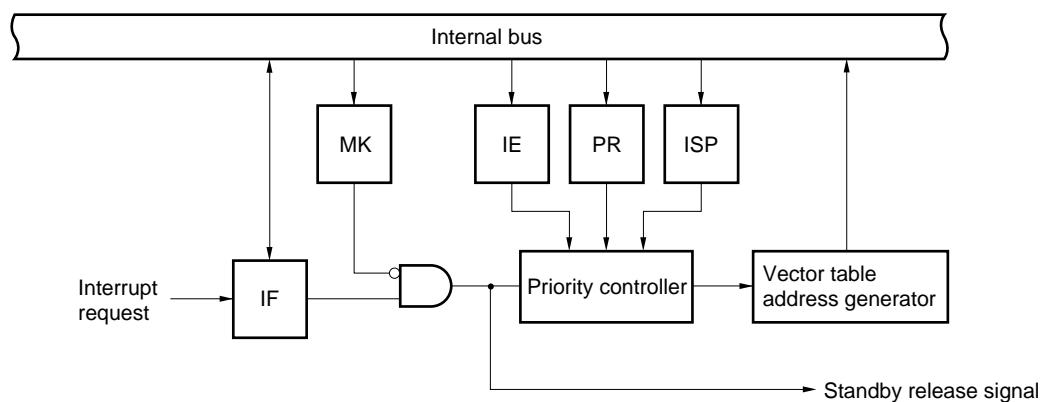 Internal bus
MK
IE
PR
ISP
Interrupt
request
IF
Priority controller
Vector table
address generator
Standby release signal